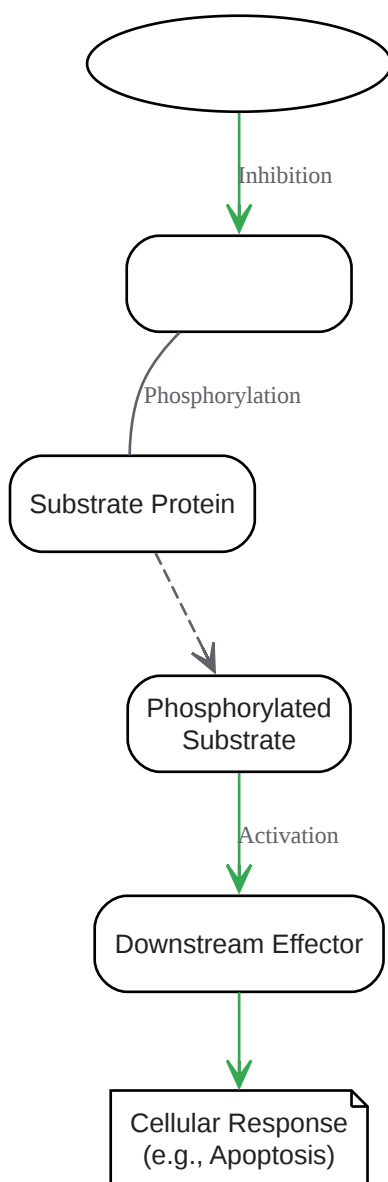 Inhibition
Phosphorylation
Substrate Protein
Phosphorylated
Substrate
Activation
Downstream Effector
Cellular Response
(e.g., Apoptosis)